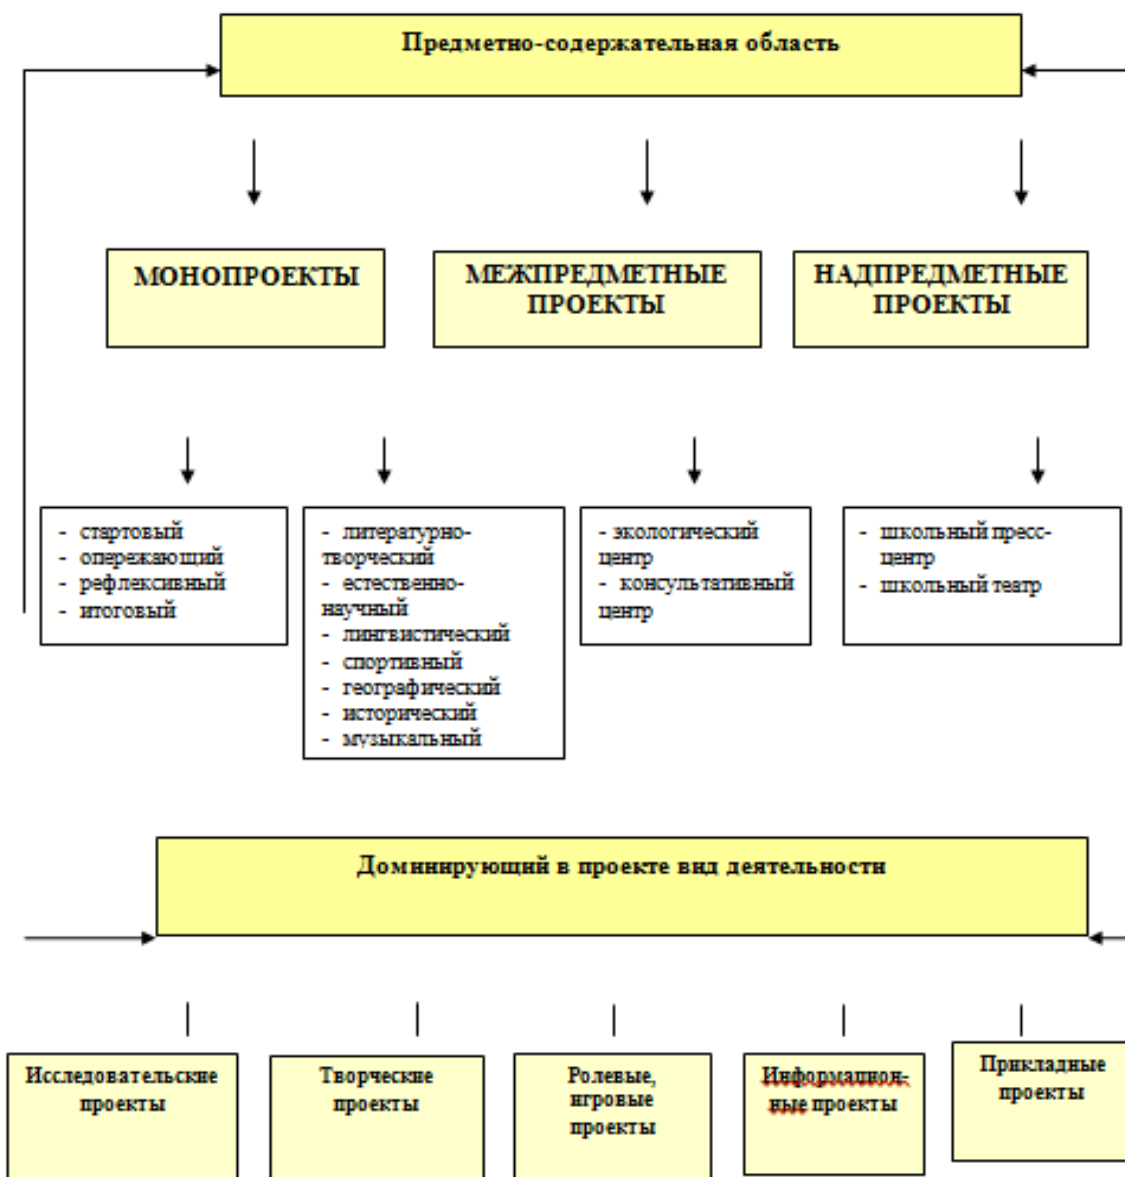 Предметно-содержательная область
МОНОПРОЕКТЫ
МЕЖПРЕДМЕТНЫЕ
ПРОЕКТЫ
НАДПРЕДМЕТНЫЕ
ПРОЕКТЫ
- стартовый
- опережающий
- рефлексивный
- итоговый
- литературно-
творческий
- естественно-
научный
- лингвистический
- спортивный
- географический
- исторический
- музыкальный
- экологический
центр
- консультативный
центр
- школьный пресс-
центр
- школьный театр
Доминирующий в проекте вид деятельности
Исследовательские
проекты
Творческие
проекты
Ролевые,
игровые
проекты
Информацион-
ные проекты
Прикладные
проекты